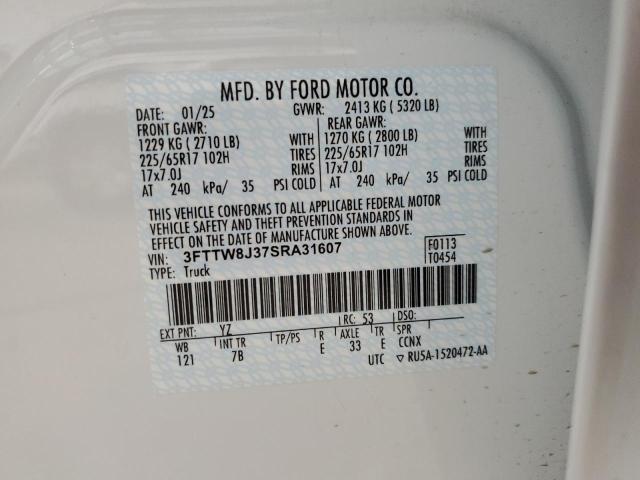 MFD. BY FORD MOTOR CO.
DATE: 01/25 GVWR: 2413 KG ( 5320 LB)
FRONT GAWR: REAR GAWR:
1229 KG ( 2710 LB) WITH 1270 KG ( 2800 LB) WITH
225/65R17 102H TIRES 225/65R17 102H TIRES
17x7.0J RIMS 17x7.0J RIMS
AT 240 kPa/ 35 PSI COLD AT 240 kPa/ 35 PSI COLD
THIS VEHICLE CONFORMS TO ALL APPLICABLE FEDERAL MOTOR
VEHICLE SAFETY AND THEFT PREVENTION STANDARDS IN
EFFECT ON THE DATE OF MANUFACTURE SHOWN ABOVE.
VIN: 3FTTW8J37SRA31607 F0113
TYPE: Truck T0454
EXT PNT: YZ RC: 53 DSO:
WB INT TR TP/PS R AXLE TR SPR
121 7B E 33 E CCNX
UTC ▽ RU5A-1520472-AA